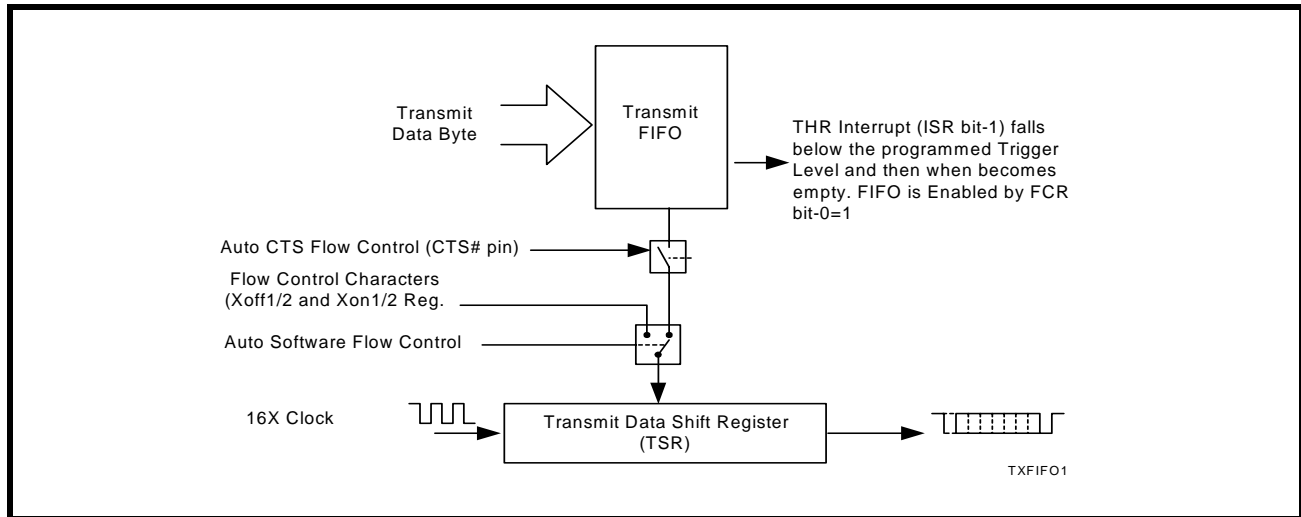 Transmit
FIFO
Transmit
Data Byte
THR Interrupt (ISR bit-1) falls
below the programmed Trigger
Level and then when becomes
empty. FIFO is Enabled by FCR
bit-0=1
Auto CTS Flow Control (CTS# pin)
Flow Control Characters
(Xoff1/2 and Xon1/2 Reg.
Auto Software Flow Control
16X Clock
Transmit Data Shift Register
(TSR)
TXFIFO1